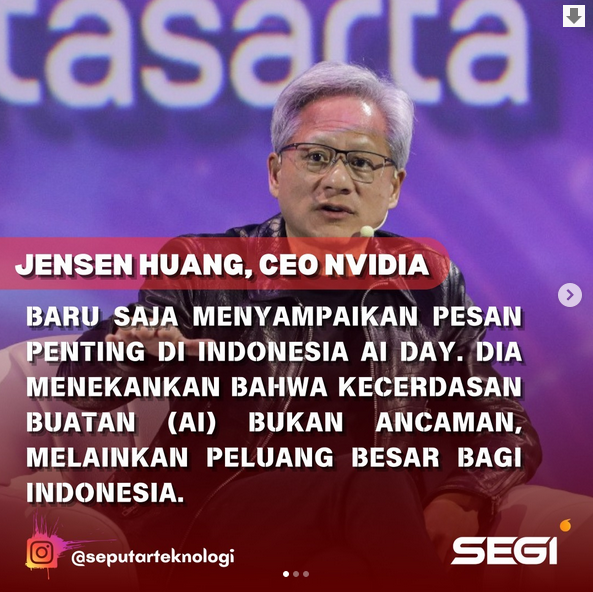 tasarta
JENSEN HUANG, CEO NVIDIA
BARU SAJA MENYAMPAIKAN PESAN
PENTING DI INDONESIA AI DAY. DIA
MENEKANKAN BAHWA KECERDASAN
BUATAN (AI) BUKAN ANCAMAN,
MELAINKAN PELUANG BESAR BAGI
INDONESIA.
@seputarteknologi
SEGI